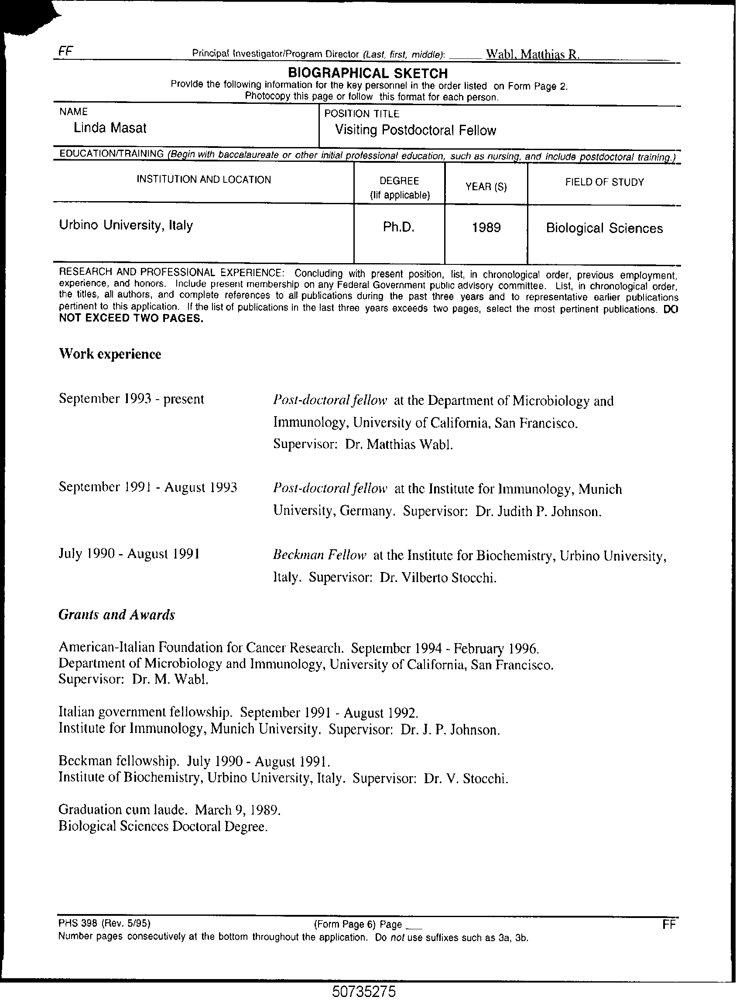 FF Principal Investigator/Program Director (Last, first, middle): Wabl, Matthias R.
BIOGRAPHICAL SKETCH
Provide the following information for the key personnel in the order listed on Form Page 2.
Photocopy this page or follow this format for each person.
NAME
Linda Masat
POSITION TITLE
Visiting Postdoctoral Fellow
EDUCATION/TRAINING (Begin with baccalaureate or other initial professional education, such as nursing, and include postdoctoral training.)
INSTITUTION AND LOCATION
DEGREE
(iif applicable)
YEAR (S)
FIELD OF STUDY
Urbino University, Italy
Ph.D.
1989
Biological Sciences
RESEARCH AND PROFESSIONAL EXPERIENCE: Concluding with present position, list, in chronological order, previous employment,
experience, and honors. Include present membership on any Federal Government public advisory committee. List, in chronological order,
the titles, all authors, and complete references to all publications during the past three years and to representative earlier publications
pertinent to this application. If the list of publications in the last three years exceeds two pages, select the most pertinent publications. DO
NOT EXCEED TWO PAGES.
Work experience
September 1993 - present
Post-doctoral fellow at the Department of Microbiology and
Immunology, University of California, San Francisco.
Supervisor: Dr. Matthias Wabl.
September 1991 - August 1993
Post-doctoral fellow at the Institute for Immunology, Munich
University, Germany. Supervisor: Dr. Judith P. Johnson.
July 1990 - August 1991
Beckman Fellow at the Institute for Biochemistry, Urbino University,
Italy. Supervisor: Dr. Vilberto Stocchi.
Grants and Awards
American-Italian Foundation for Cancer Research. September 1994 - February 1996.
Department of Microbiology and Immunology, University of California, San Francisco.
Supervisor: Dr. M. Wabl.
Italian government fellowship. September 1991 - August 1992.
Institute for Immunology, Munich University. Supervisor: Dr. J. P. Johnson.
Beckman fellowship. July 1990 - August 1991.
Institute of Biochemistry, Urbino University, Italy. Supervisor: Dr. V. Stocchi.
Graduation cum laude. March 9, 1989.
Biological Sciences Doctoral Degree.
PHS 398 (Rev. 5/95) (Form Page 6) Page __ FF
Number pages consecutively at the bottom throughout the application. Do not use suffixes such as 3a, 3b.
50735275